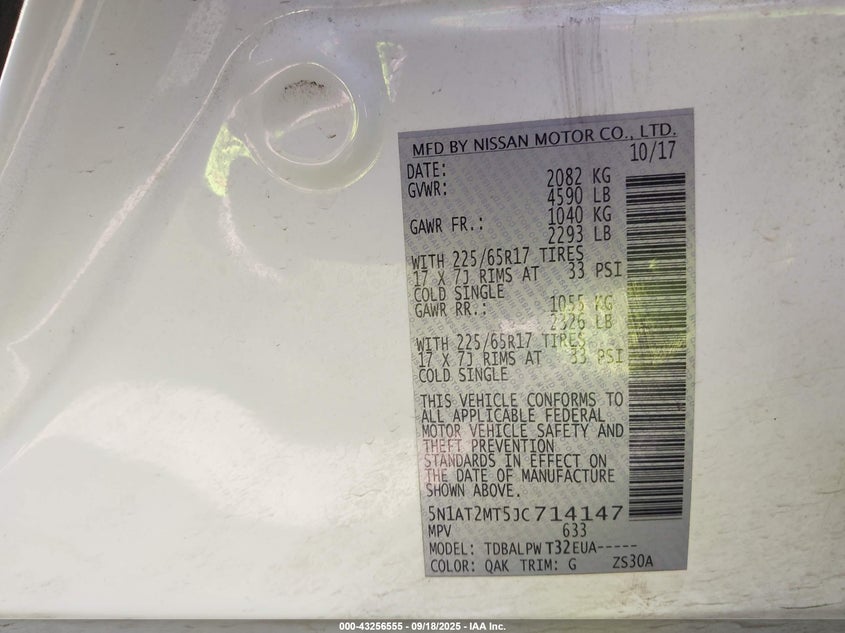 MFD BY NISSAN MOTOR CO., LTD.
DATE: 10/17
GVWR: 2082 KG
4590 LB
GAWR FR.: 1040 KG
2293 LB
WITH 225/65R17 TIRES
17 X 7J RIMS AT 33 PSI
COLD SINGLE
GAWR RR.: 1055 KG
2326 LB
WITH 225/65R17 TIRES
17 X 7J RIMS AT 33 PSI
COLD SINGLE
THIS VEHICLE CONFORMS TO
ALL APPLICABLE FEDERAL
MOTOR VEHICLE SAFETY AND
THEFT PREVENTION
STANDARDS IN EFFECT ON
THE DATE OF MANUFACTURE
SHOWN ABOVE.
5N1AT2MT5JC714147
MPV 633
MODEL: TDBALPW T32EUA-----
COLOR: QAK TRIM: G ZS30A
000-43256555 - 09/18/2025 - IAA Inc.